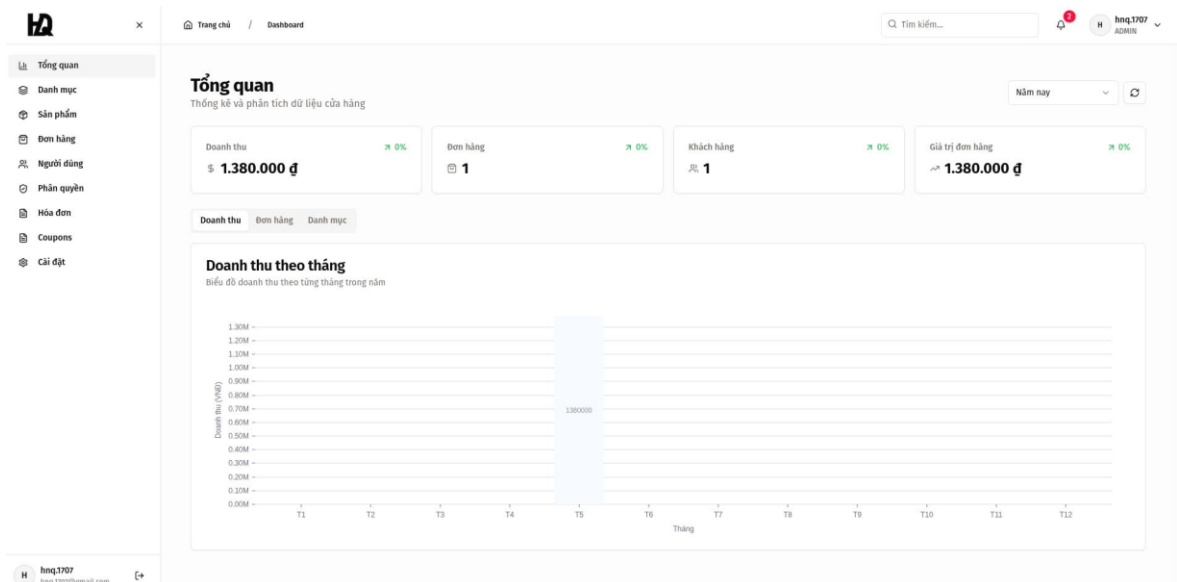 HQ
Trang chủ / Dashboard
Tìm kiếm...
2
H
hnq.1707
ADMIN
Tổng quan
Danh mục
Sản phẩm
Đơn hàng
Người dùng
Phân quyền
Hóa đơn
Coupons
Cài đặt
Tổng quan
Thống kê và phân tích dữ liệu cửa hàng
Năm nay
Doanh thu 0%
$ 1.380.000 ₫
Đơn hàng 0%
1
Khách hàng 0%
1
Giá trị đơn hàng 0%
1.380.000 ₫
Doanh thu Đơn hàng Danh mục
Doanh thu theo tháng
Biểu đồ doanh thu theo từng tháng trong năm
Doanh thu (VNĐ)
1.30M
1.20M
1.10M
1.00M
0.90M
0.80M
0.70M
0.60M
0.50M
0.40M
0.30M
0.20M
0.10M
0.00M
1380000
T1 T2 T3 T4 T5 T6 T7 T8 T9 T10 T11 T12
Tháng
H
hnq.1707